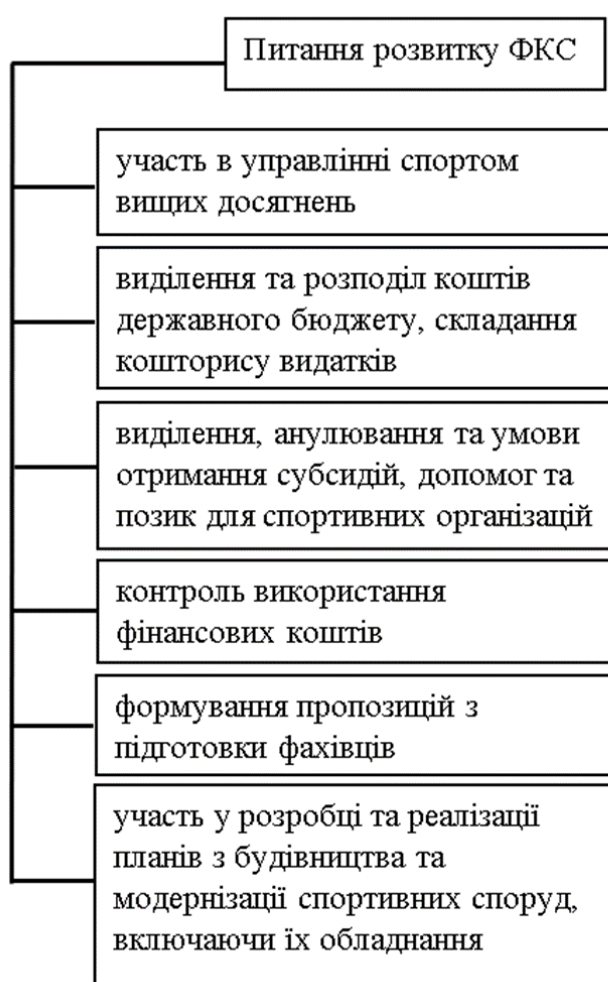 Питання розвитку ФКС
участь в управлінні спортом
вищих досягнень
виділення та розподіл коштів
державного бюджету, складання
кошторису видатків
виділення, анулювання та умови
отримання субсидій, допомог та
позик для спортивних організацій
контроль використання
фінансових коштів
формування пропозицій з
підготовки фахівців
участь у розробці та реалізації
планів з будівництва та
модернізації спортивних споруд,
включаючи їх обладнання